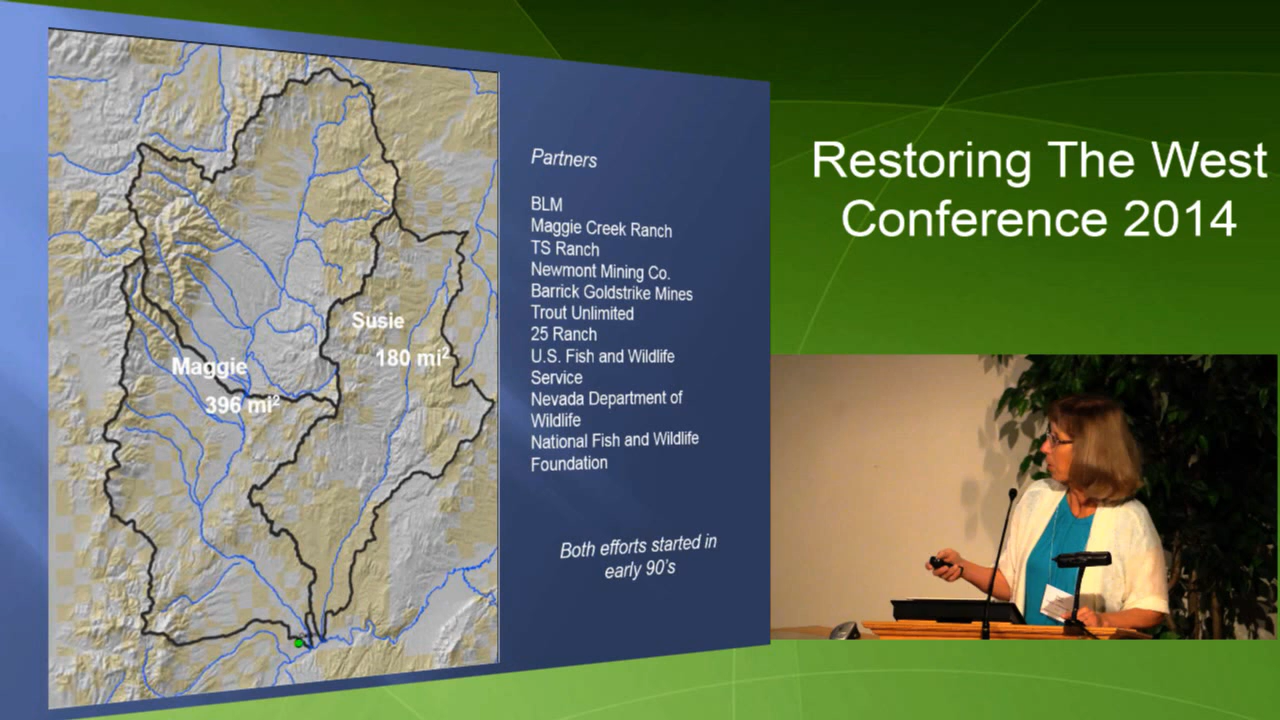 Restoring The West
Conference 2014
Partners
BLM
Maggie Creek Ranch
TS Ranch
Newmont Mining Co.
Barrick Goldstrike Mines
Trout Unlimited
25 Ranch
U.S. Fish and Wildlife
Service
Nevada Department of
Wildlife
National Fish and Wildlife
Foundation
Both efforts started in
early 90's
Susie
180 mi²
Maggie
396 mi²